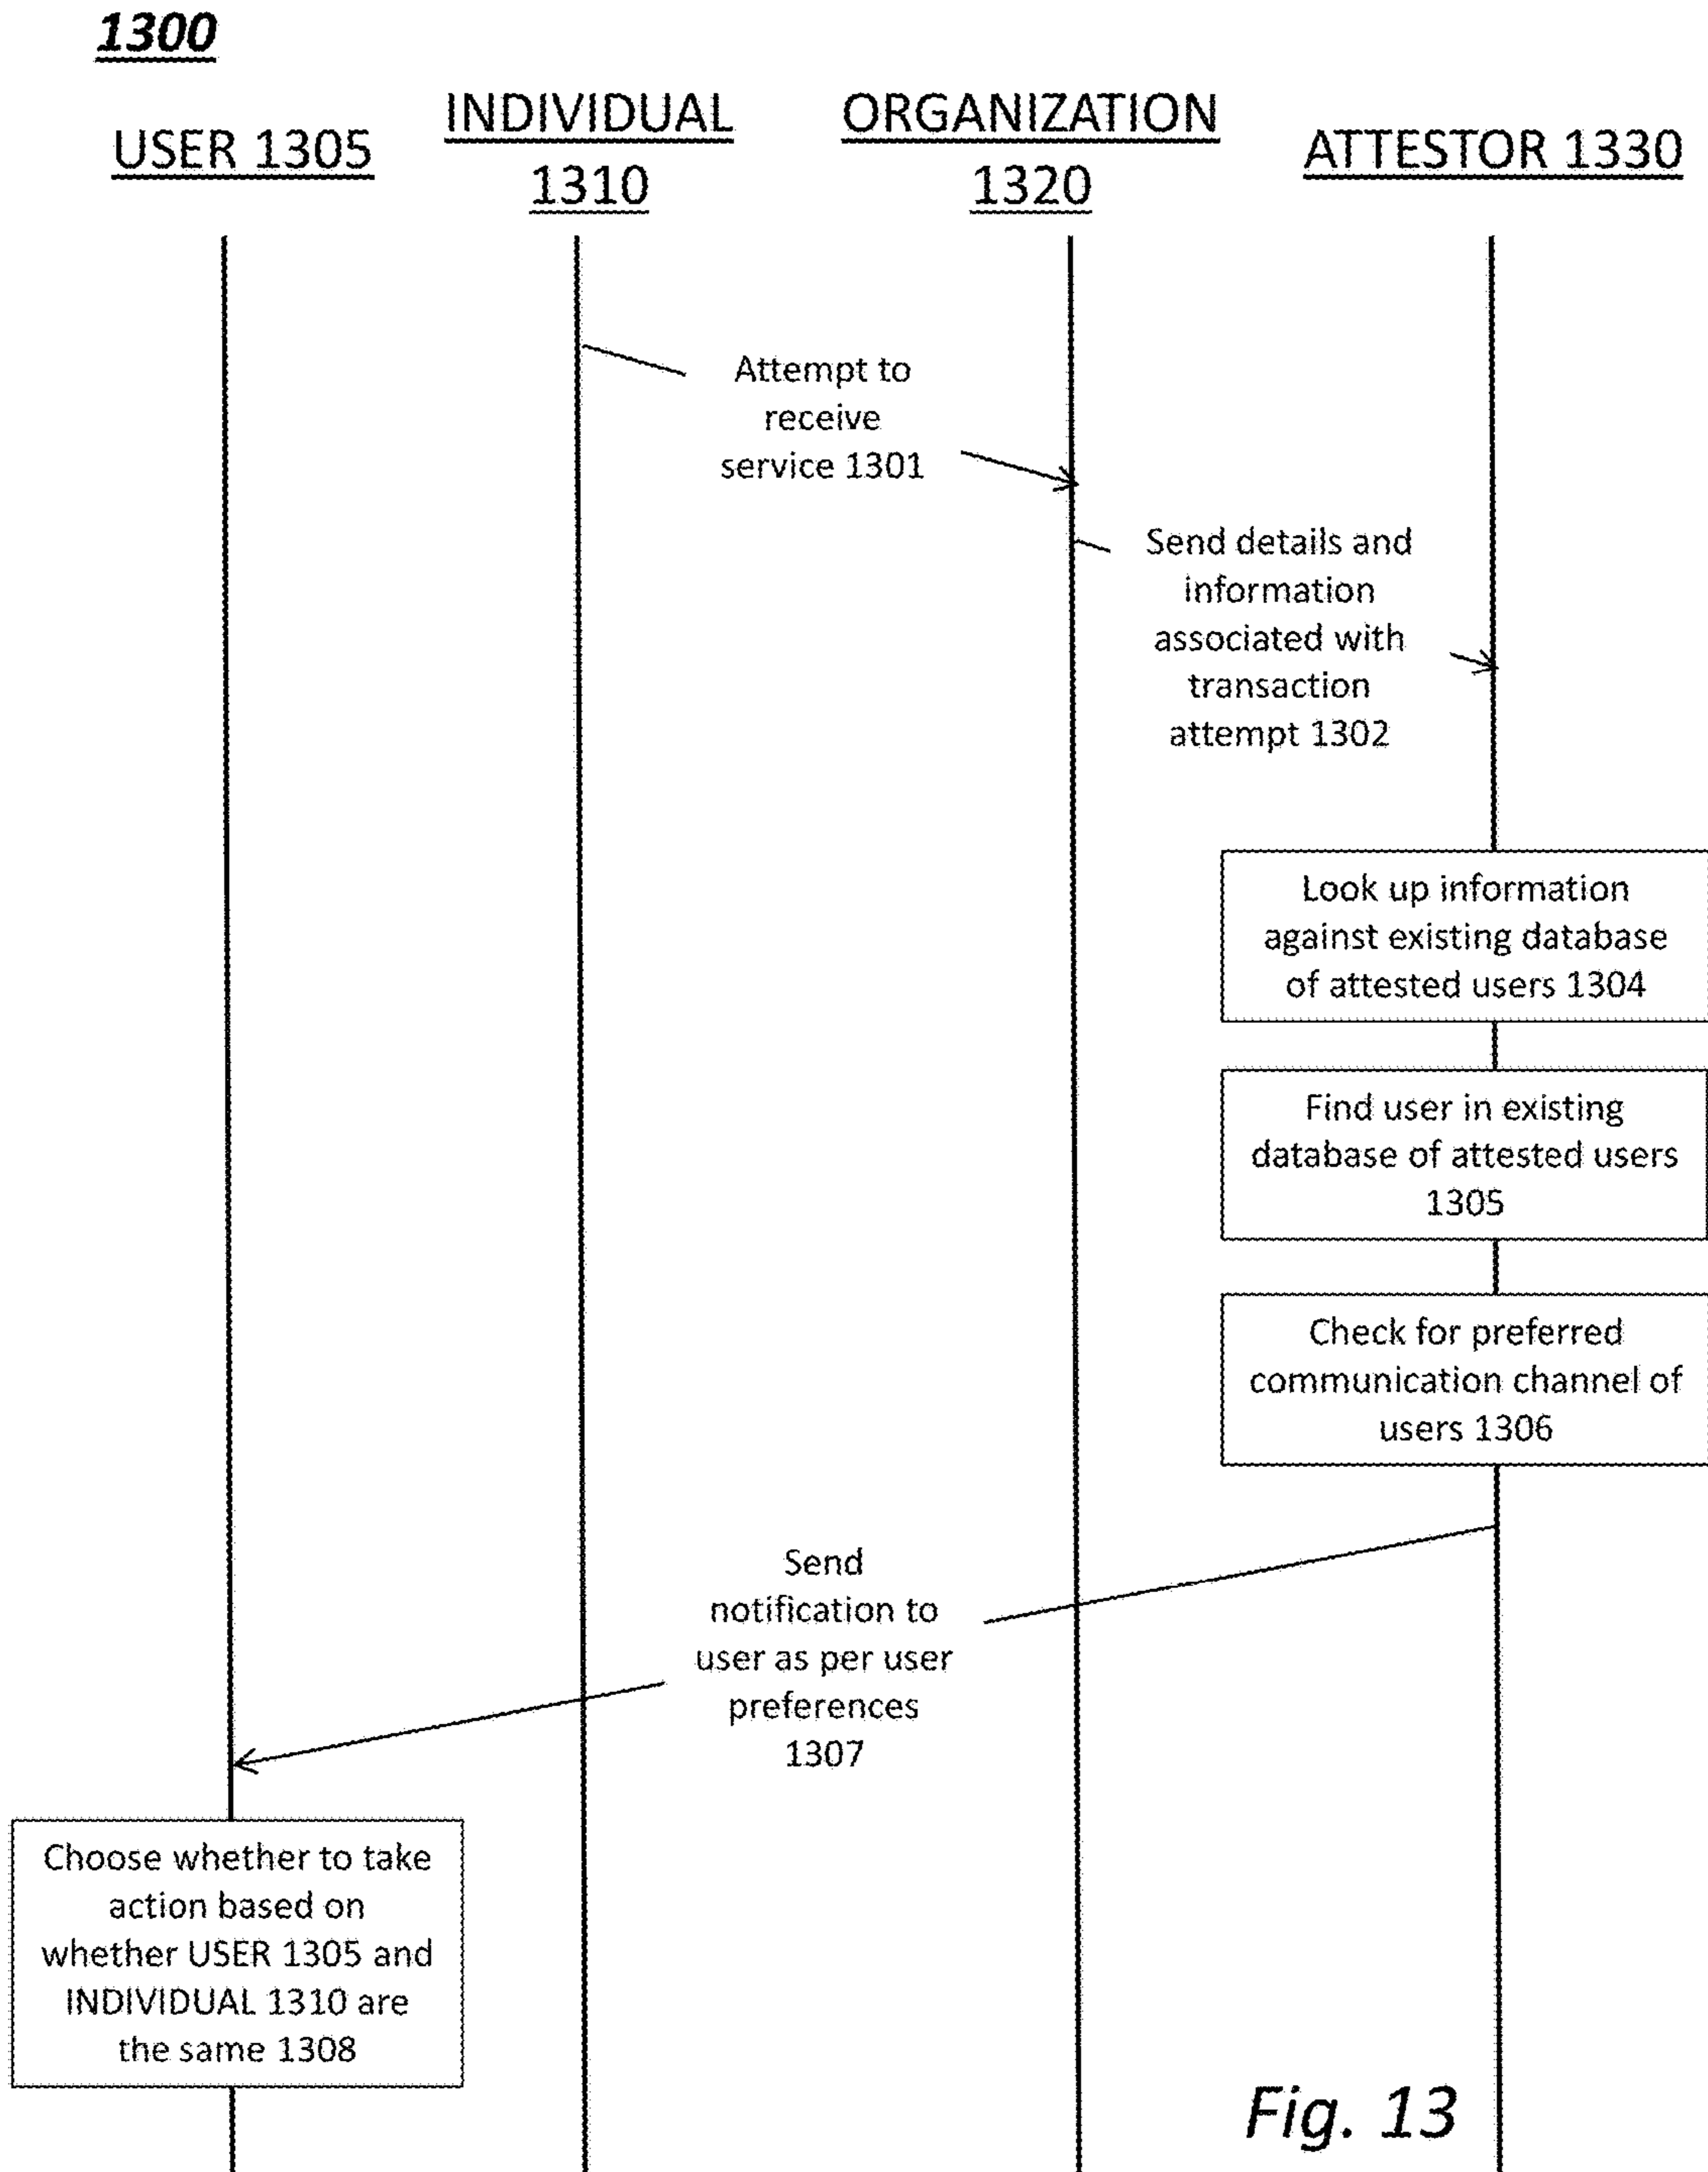 1300
USER 1305
INDIVIDUAL
1310
ORGANIZATION
1320
ATTESTOR 1330
Attempt to
receive
service 1301
Send details and
information
associated with
transaction
attempt 1302
Look up information
against existing database
of attested users 1304
Find user in existing
database of attested users
1305
Check for preferred
communication channel of
users 1306
Send
notification to
user as per user
preferences
1307
Choose whether to take
action based on
whether USER 1305 and
INDIVIDUAL 1310 are
the same 1308
Fig. 13